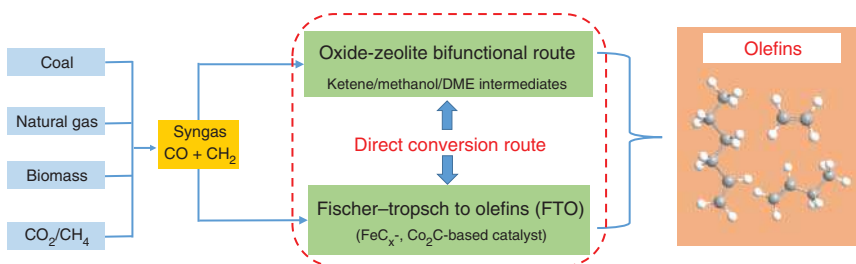 Coal
Natural gas
Biomass
CO₂/CH₄
Syngas
CO + CH₂
Oxide-zeolite bifunctional route
Ketene/methanol/DME intermediates
Direct conversion route
Fischer–tropsch to olefins (FTO)
(FeCₓ-, Co₂C-based catalyst)
Olefins